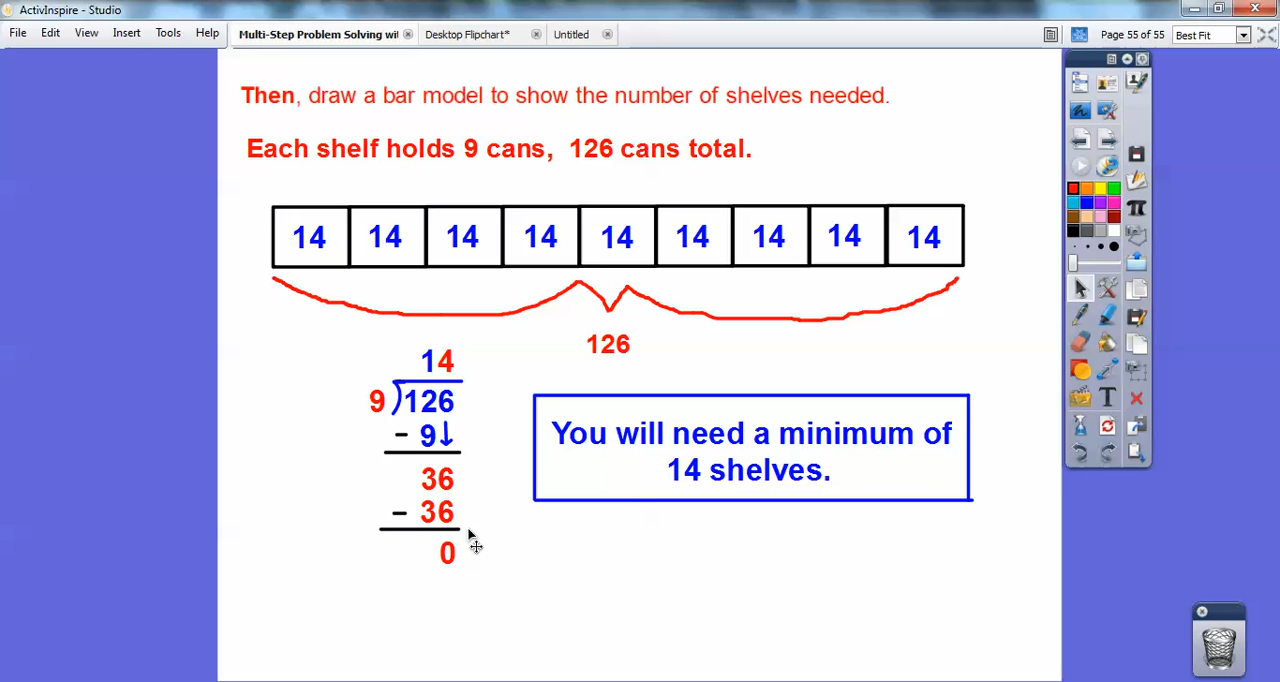 ActivInspire - Studio
File Edit View Insert Tools Help
Multi-Step Problem Solving wil Desktop Flipchart* Untitled
Page 55 of 55 Best Fit
Then, draw a bar model to show the number of shelves needed.
Each shelf holds 9 cans, 126 cans total.
14 14 14 14 14 14 14 14 14
126
14
9 126
- 9↓
36
- 36
0
You will need a minimum of
14 shelves.